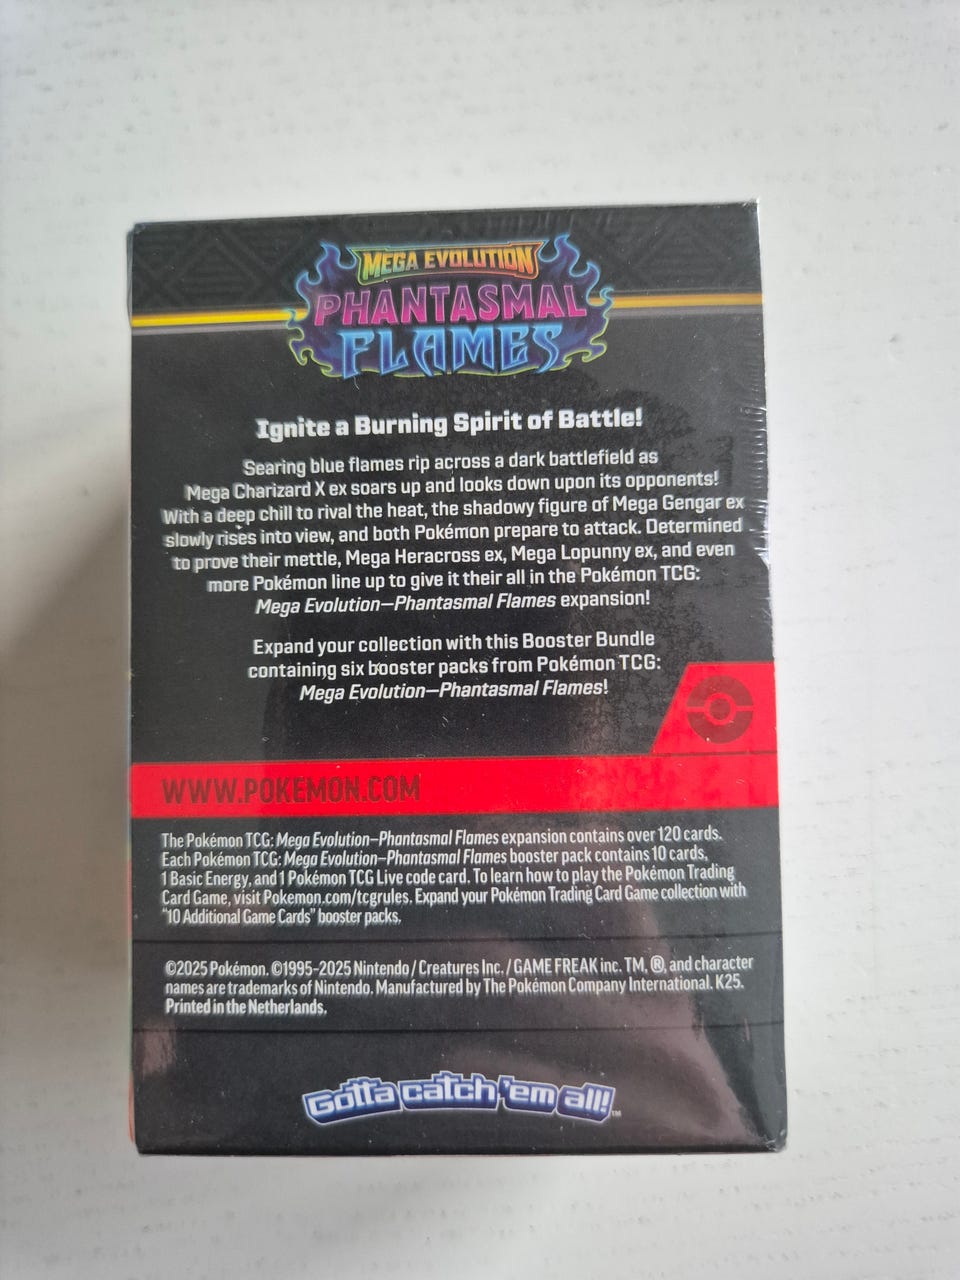 MEGA EVOLUTION
PHANTASMAL
FLAMES
Ignite a Burning Spirit of Battle!
Searing blue flames rip across a dark battlefield as
Mega Charizard X ex soars up and looks down upon its opponents!
With a deep chill to rival the heat, the shadowy figure of Mega Gengar ex
slowly rises into view, and both Pokémon prepare to attack. Determined
to prove their mettle, Mega Heracross ex, Mega Lopunny ex, and even
more Pokémon line up to give it their all in the Pokémon TCG:
Mega Evolution—Phantasmal Flames expansion!
Expand your collection with this Booster Bundle
containing six booster packs from Pokémon TCG:
Mega Evolution—Phantasmal Flames!
WWW.POKEMON.COM
The Pokémon TCG: Mega Evolution—Phantasmal Flames expansion contains over 120 cards.
Each Pokémon TCG: Mega Evolution—Phantasmal Flames booster pack contains 10 cards,
1 Basic Energy, and 1 Pokémon TCG Live code card. To learn how to play the Pokémon Trading
Card Game, visit Pokemon.com/tcgrules. Expand your Pokémon Trading Card Game collection with
"10 Additional Game Cards" booster packs.
©2025 Pokémon. ©1995–2025 Nintendo / Creatures Inc. / GAME FREAK inc. TM, ®, and character
names are trademarks of Nintendo. Manufactured by The Pokémon Company International. K25.
Printed in the Netherlands.
Gotta catch 'em all!™